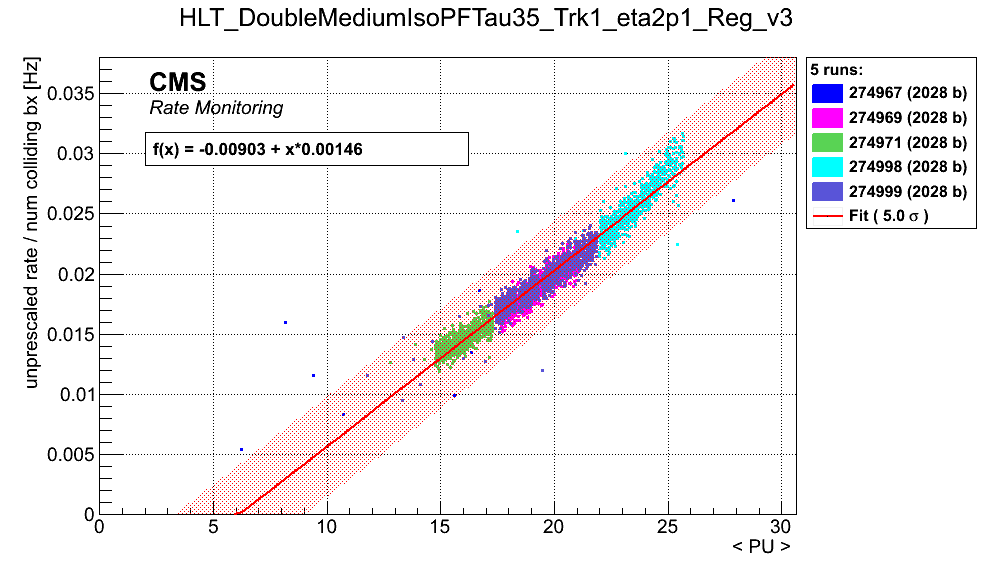 HLT_DoubleMediumIsoPFTau35_Trk1_eta2p1_Reg_v3
unprescaled rate / num colliding bx [Hz]
CMS
Rate Monitoring
f(x) = -0.00903 + x*0.00146
0.035
0.03
0.025
0.02
0.015
0.01
0.005
0
0 5 10 15 20 25 30
< PU >
5 runs:
274967 (2028 b)
274969 (2028 b)
274971 (2028 b)
274998 (2028 b)
274999 (2028 b)
Fit ( 5.0 σ )